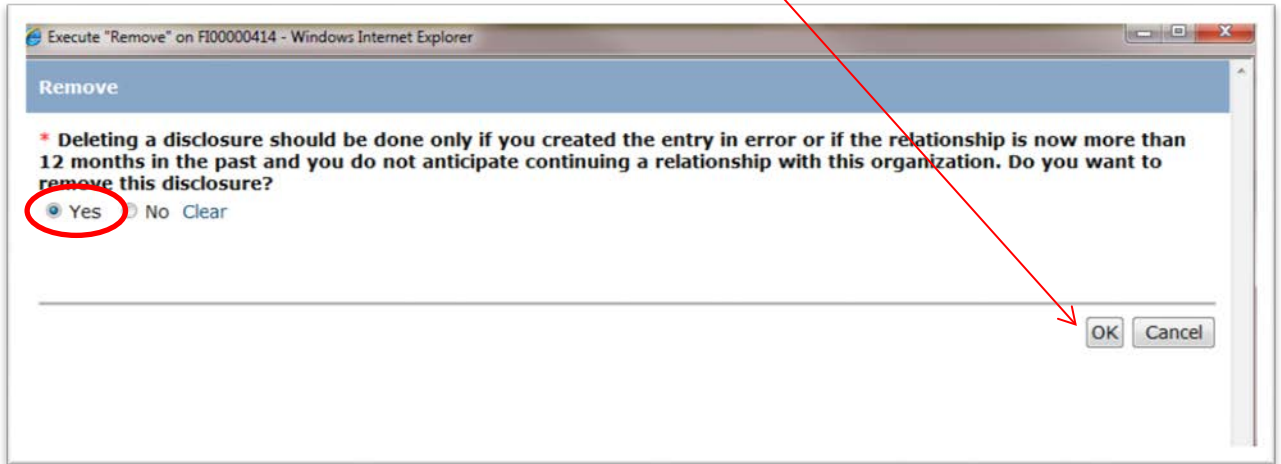 Execute "Remove" on FI00000414 - Windows Internet Explorer
Remove
* Deleting a disclosure should be done only if you created the entry in error or if the relationship is now more than
12 months in the past and you do not anticipate continuing a relationship with this organization. Do you want to
remove this disclosure?
Yes No Clear
OK Cancel